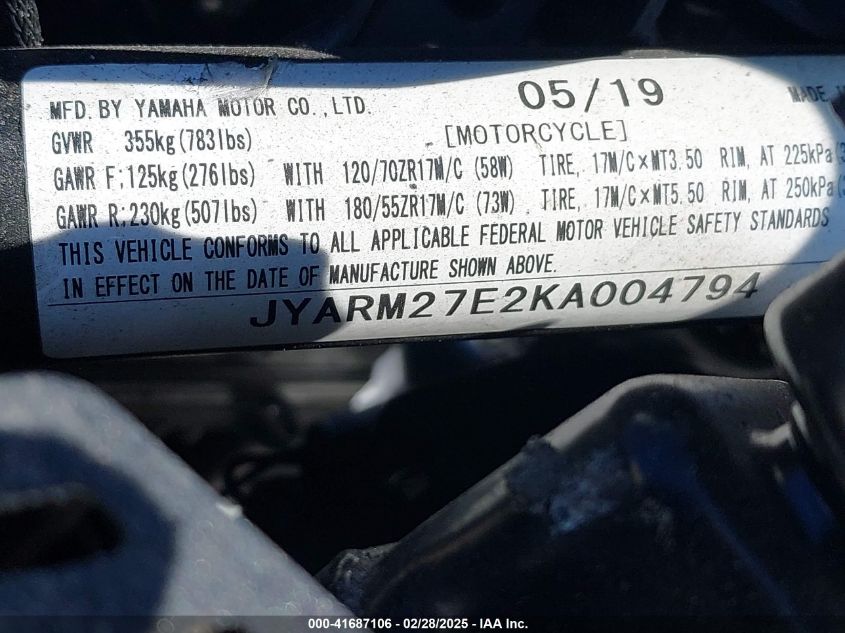 MFD. BY YAMAHA MOTOR CO.,LTD. 05/19 MADE
GVWR 355kg(783lbs) [MOTORCYCLE]
GAWR F;125kg(276lbs) WITH 120/70ZR17M/C (58W) TIRE, 17M/C×MT3.50 RIM, AT 225kPa
GAWR R;230kg(507lbs) WITH 180/55ZR17M/C (73W) TIRE, 17M/C×MT5.50 RIM, AT 250kPa
THIS VEHICLE CONFORMS TO ALL APPLICABLE FEDERAL MOTOR VEHICLE SAFETY STANDARDS
IN EFFECT ON THE DATE OF MANUFACTURE SHOWN ABOVE.
JYARM27E2KA004794
000-41687106 - 02/28/2025 - IAA Inc.